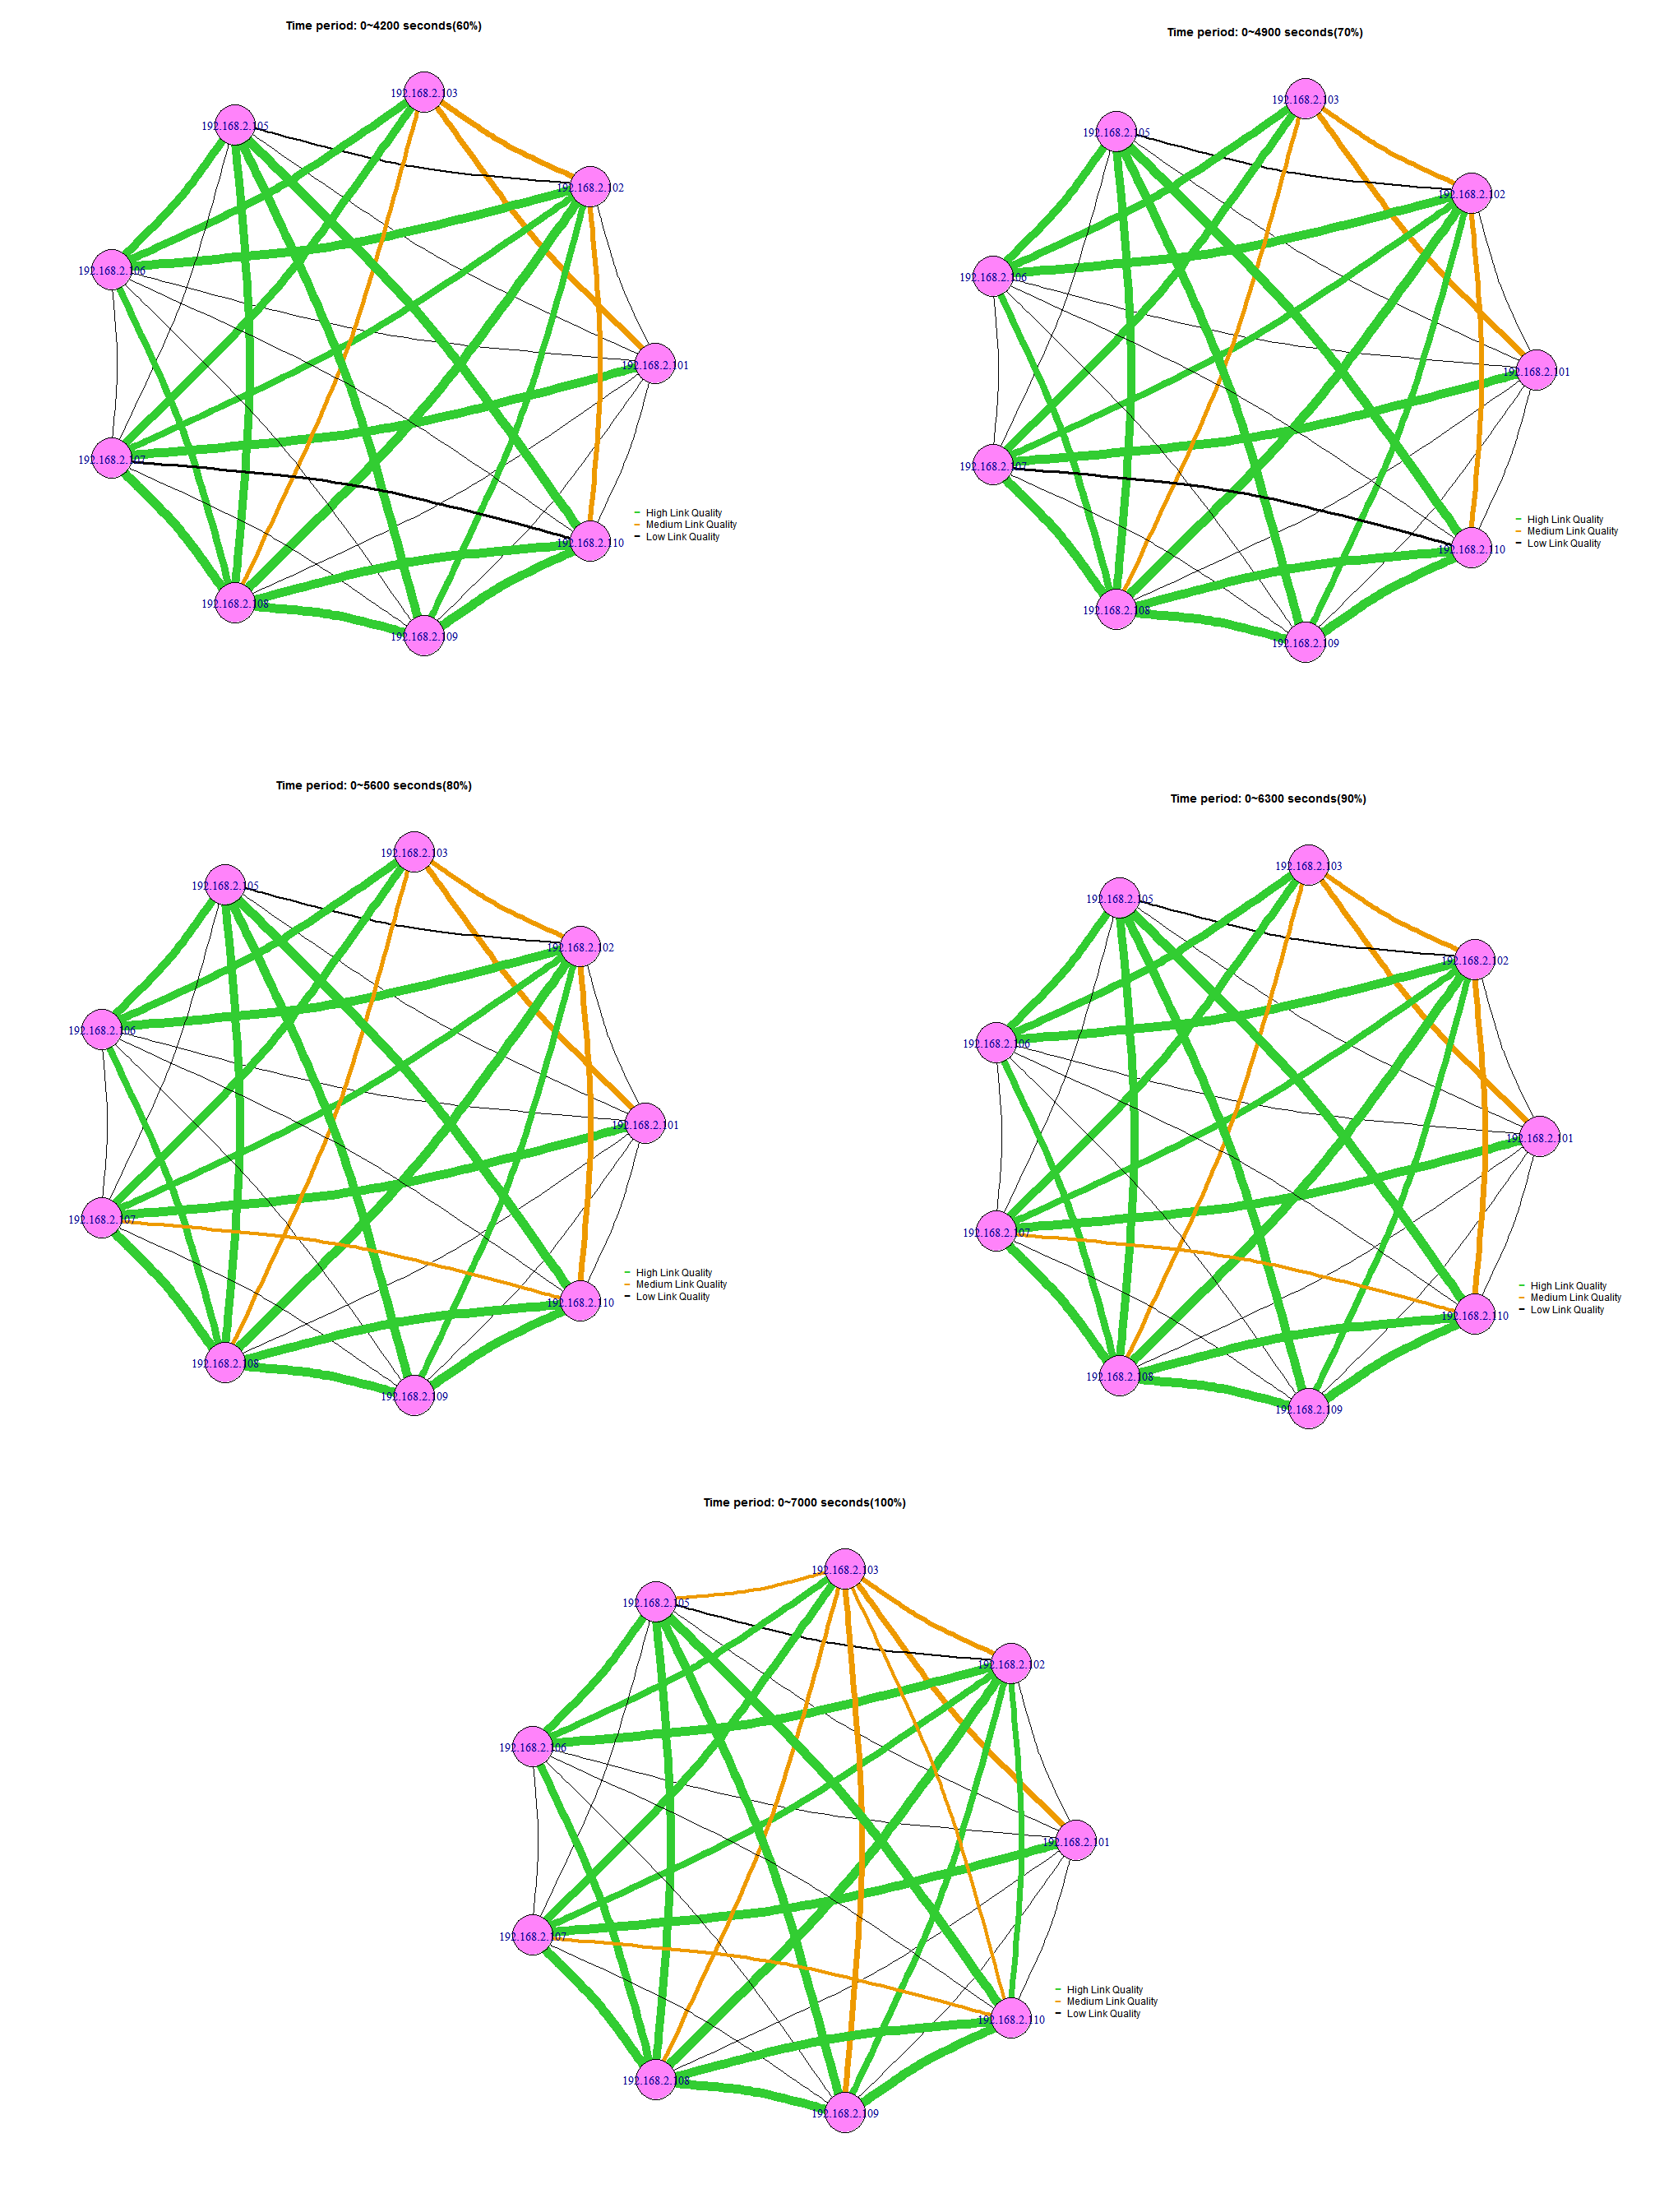 Time period: 0~4200 seconds(60%)
192.168.2.103
192.168.2.105
192.168.2.102
192.168.2.106
192.168.2.101
192.168.2.107
192.168.2.110
192.168.2.108
192.168.2.109
High Link Quality
Medium Link Quality
Low Link Quality
Time period: 0~4900 seconds(70%)
192.168.2.103
192.168.2.105
192.168.2.102
192.168.2.106
192.168.2.101
192.168.2.107
192.168.2.110
192.168.2.108
192.168.2.109
High Link Quality
Medium Link Quality
Low Link Quality
Time period: 0~5600 seconds(80%)
192.168.2.103
192.168.2.105
192.168.2.102
192.168.2.106
192.168.2.101
192.168.2.107
192.168.2.110
192.168.2.108
192.168.2.109
High Link Quality
Medium Link Quality
Low Link Quality
Time period: 0~6300 seconds(90%)
192.168.2.103
192.168.2.105
192.168.2.102
192.168.2.106
192.168.2.101
192.168.2.107
192.168.2.110
192.168.2.108
192.168.2.109
High Link Quality
Medium Link Quality
Low Link Quality
Time period: 0~7000 seconds(100%)
192.168.2.103
192.168.2.105
192.168.2.102
192.168.2.106
192.168.2.101
192.168.2.107
192.168.2.110
192.168.2.108
192.168.2.109
High Link Quality
Medium Link Quality
Low Link Quality